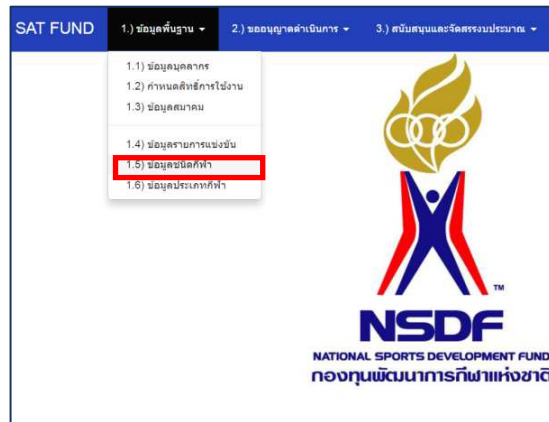 SAT FUND 1.) ข้อมูลพื้นฐาน 2.) ขออนุญาตดำเนินการ 3.) สนับสนุนและจัดสรรงบประมาณ
1.1) ข้อมูลบุคลากร
1.2) กำหนดสิทธิ์การใช้งาน
1.3) ข้อมูลสมาคม
1.4) ข้อมูลรายการแข่งขัน
1.5) ข้อมูลชนิดกีฬา
1.6) ข้อมูลประเภทกีฬา
TM
NSDF
NATIONAL SPORTS DEVELOPMENT FUND
กองทุนพัฒนาการกีฬาแห่งชาติ